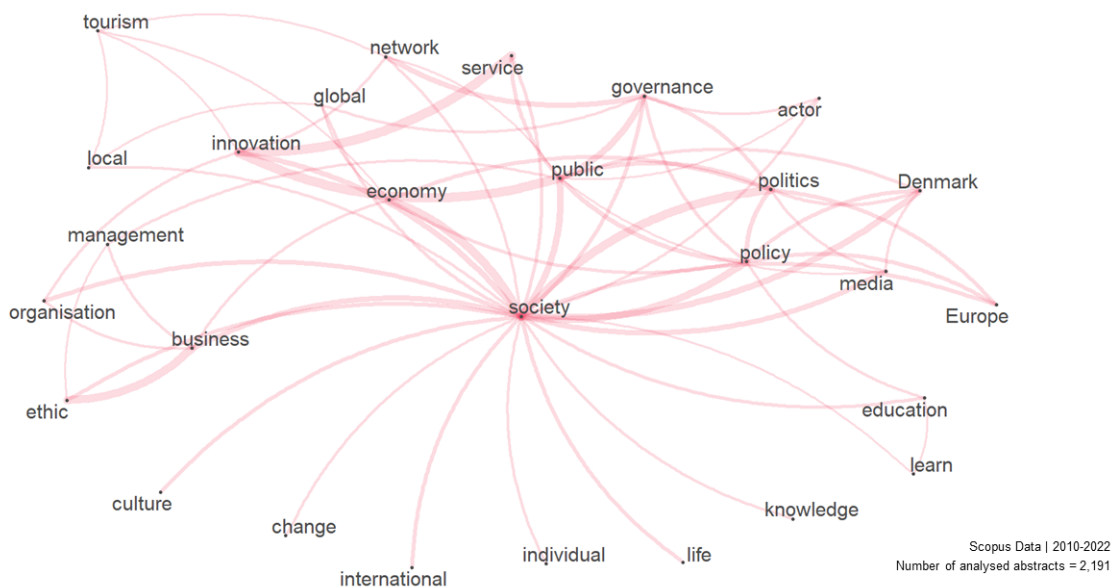 tourism
network
service
global
governance
actor
innovation
local
public
economy
politics
Denmark
management
policy
media
organisation
society
Europe
business
ethic
education
learn
culture
knowledge
change
individual
life
international
Scopus Data | 2010-2022
Number of analysed abstracts = 2,191